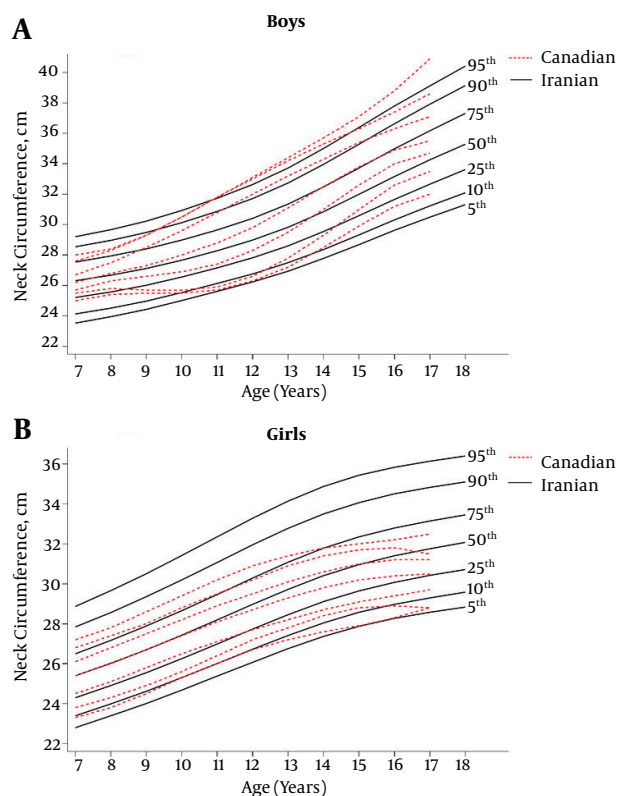 A
Boys
Neck Circumference, cm
40
38
36
34
32
30
28
26
24
22
7 8 9 10 11 12 13 14 15 16 17 18
Age (Years)
95th
90th
75th
50th
25th
10th
5th
Canadian
Iranian
B
Girls
Neck Circumference, cm
36
34
32
30
28
26
24
22
7 8 9 10 11 12 13 14 15 16 17 18
Age (Years)
95th
90th
75th
50th
25th
10th
5th
Canadian
Iranian